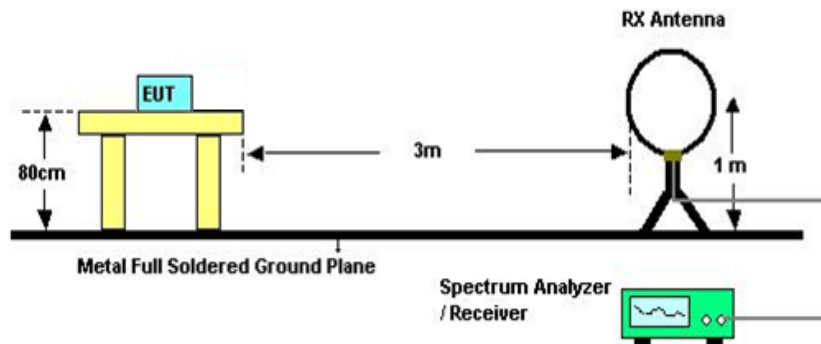 RX Antenna
EUT
80cm
3m
1 m
Metal Full Soldered Ground Plane
Spectrum Analyzer
/ Receiver